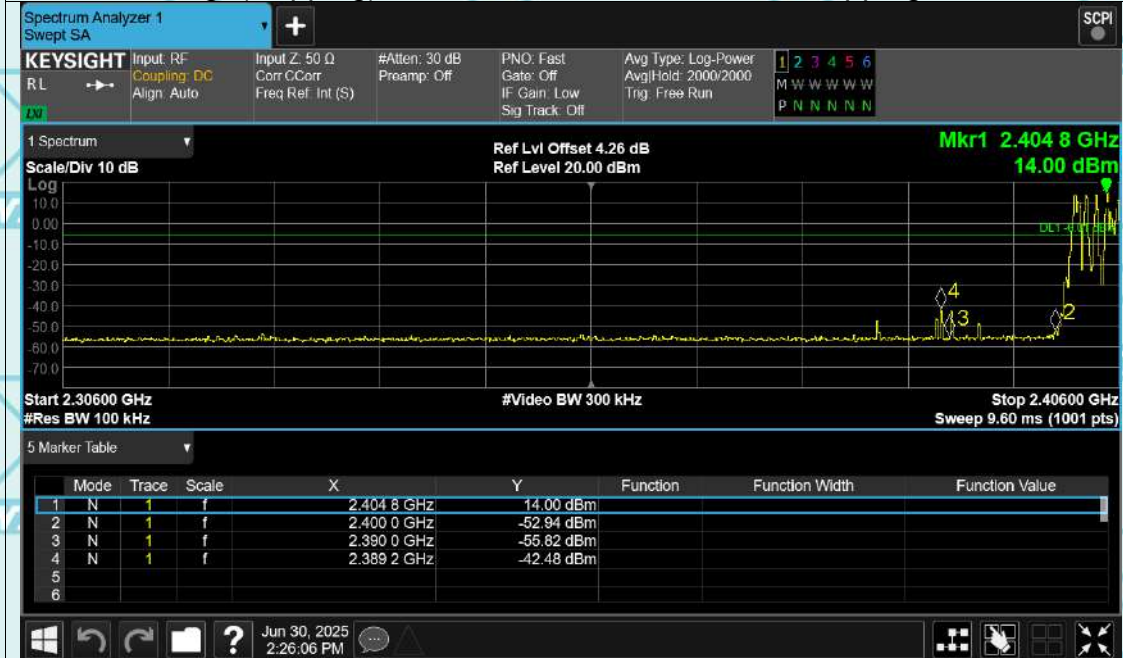 Spectrum Analyzer 1
Swept SA
+
SCPI
KEYSIGHT Input: RF Input Z: 50 Ω #Atten: 30 dB PNO: Fast Avg Type: Log-Power 1 2 3 4 5 6
RL Coupling: DC Corr CCorr Preamp: Off Gate: Off Avg|Hold: 2000/2000 M W W W W W
Align: Auto Freq Ref: Int (S) IF Gain: Low Trig: Free Run P N N N N N
LXI Sig Track: Off
1 Spectrum Ref Lvl Offset 4.26 dB Mkr1 2.404 8 GHz
Scale/Div 10 dB Ref Level 20.00 dBm 14.00 dBm
Log
10.0
0.00
-10.0
-20.0
-30.0
-40.0
-50.0
-60.0
-70.0
4
3
2
Start 2.30600 GHz #Video BW 300 kHz Stop 2.40600 GHz
#Res BW 100 kHz Sweep 9.60 ms (1001 pts)
5 Marker Table
Mode Trace Scale X Y Function Function Width Function Value
1 N 1 f 2.404 8 GHz 14.00 dBm
2 N 1 f 2.400 0 GHz -52.94 dBm
3 N 1 f 2.390 0 GHz -55.82 dBm
4 N 1 f 2.389 2 GHz -42.48 dBm
5
6
? Jun 30, 2025
2:26:06 PM